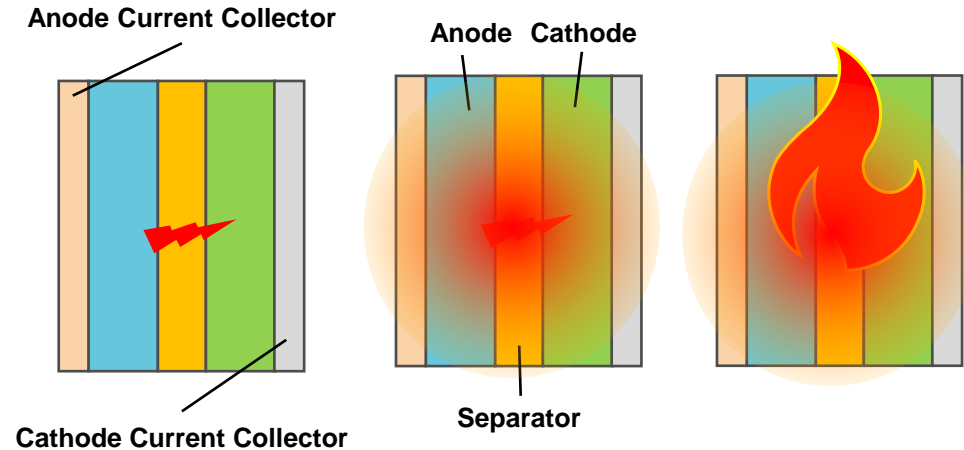 Anode Current Collector
Anode
Cathode
Separator
Cathode Current Collector